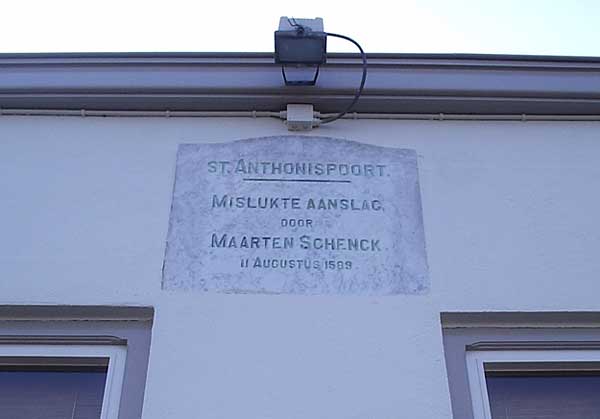 ST. ANTHONISPOORT.
MISLUKTE AANSLAG.
DOOR
MAARTEN SCHENCK.
11 AUGUSTUS 1589.